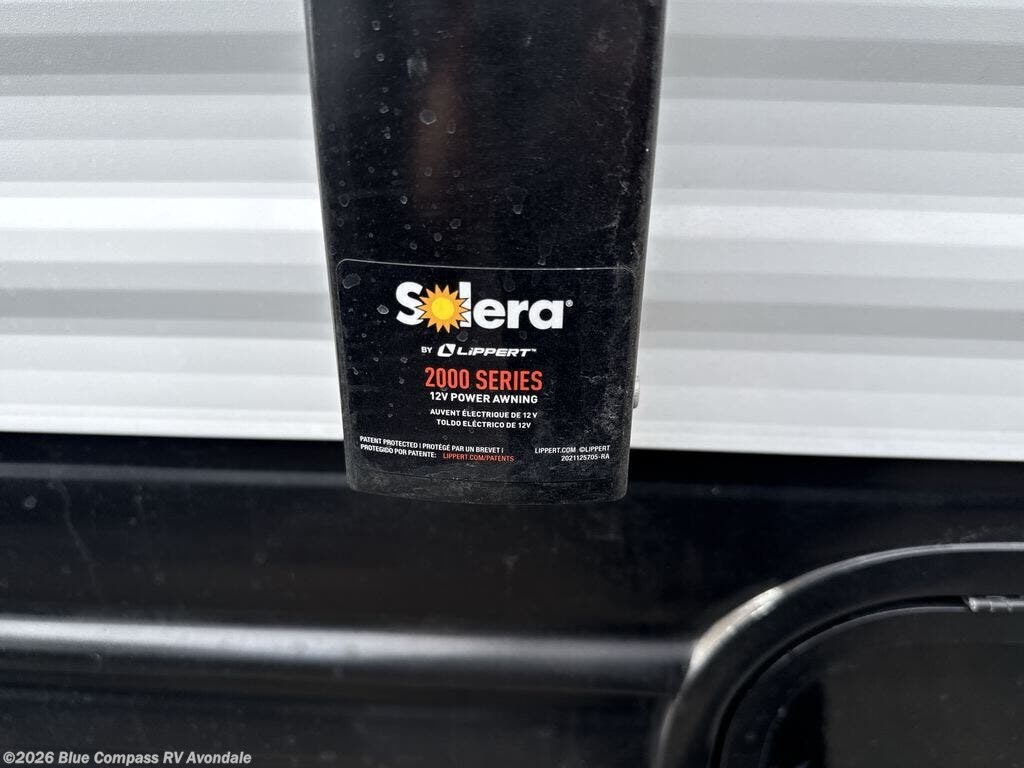 Solera®
BY LiPPERT™
2000 SERIES
12V POWER AWNING
AUVENT ÉLECTRIQUE DE 12 V
TOLDO ELÉCTRICO DE 12V
PATENT PROTECTED | PROTÉGÉ PAR UN BREVET |
PROTEGIDO POR PATENTE: LIPPERT.COM/PATENTS
LIPPERT.COM ©LIPPERT
2021125705-RA
©2026 Blue Compass RV Avondale